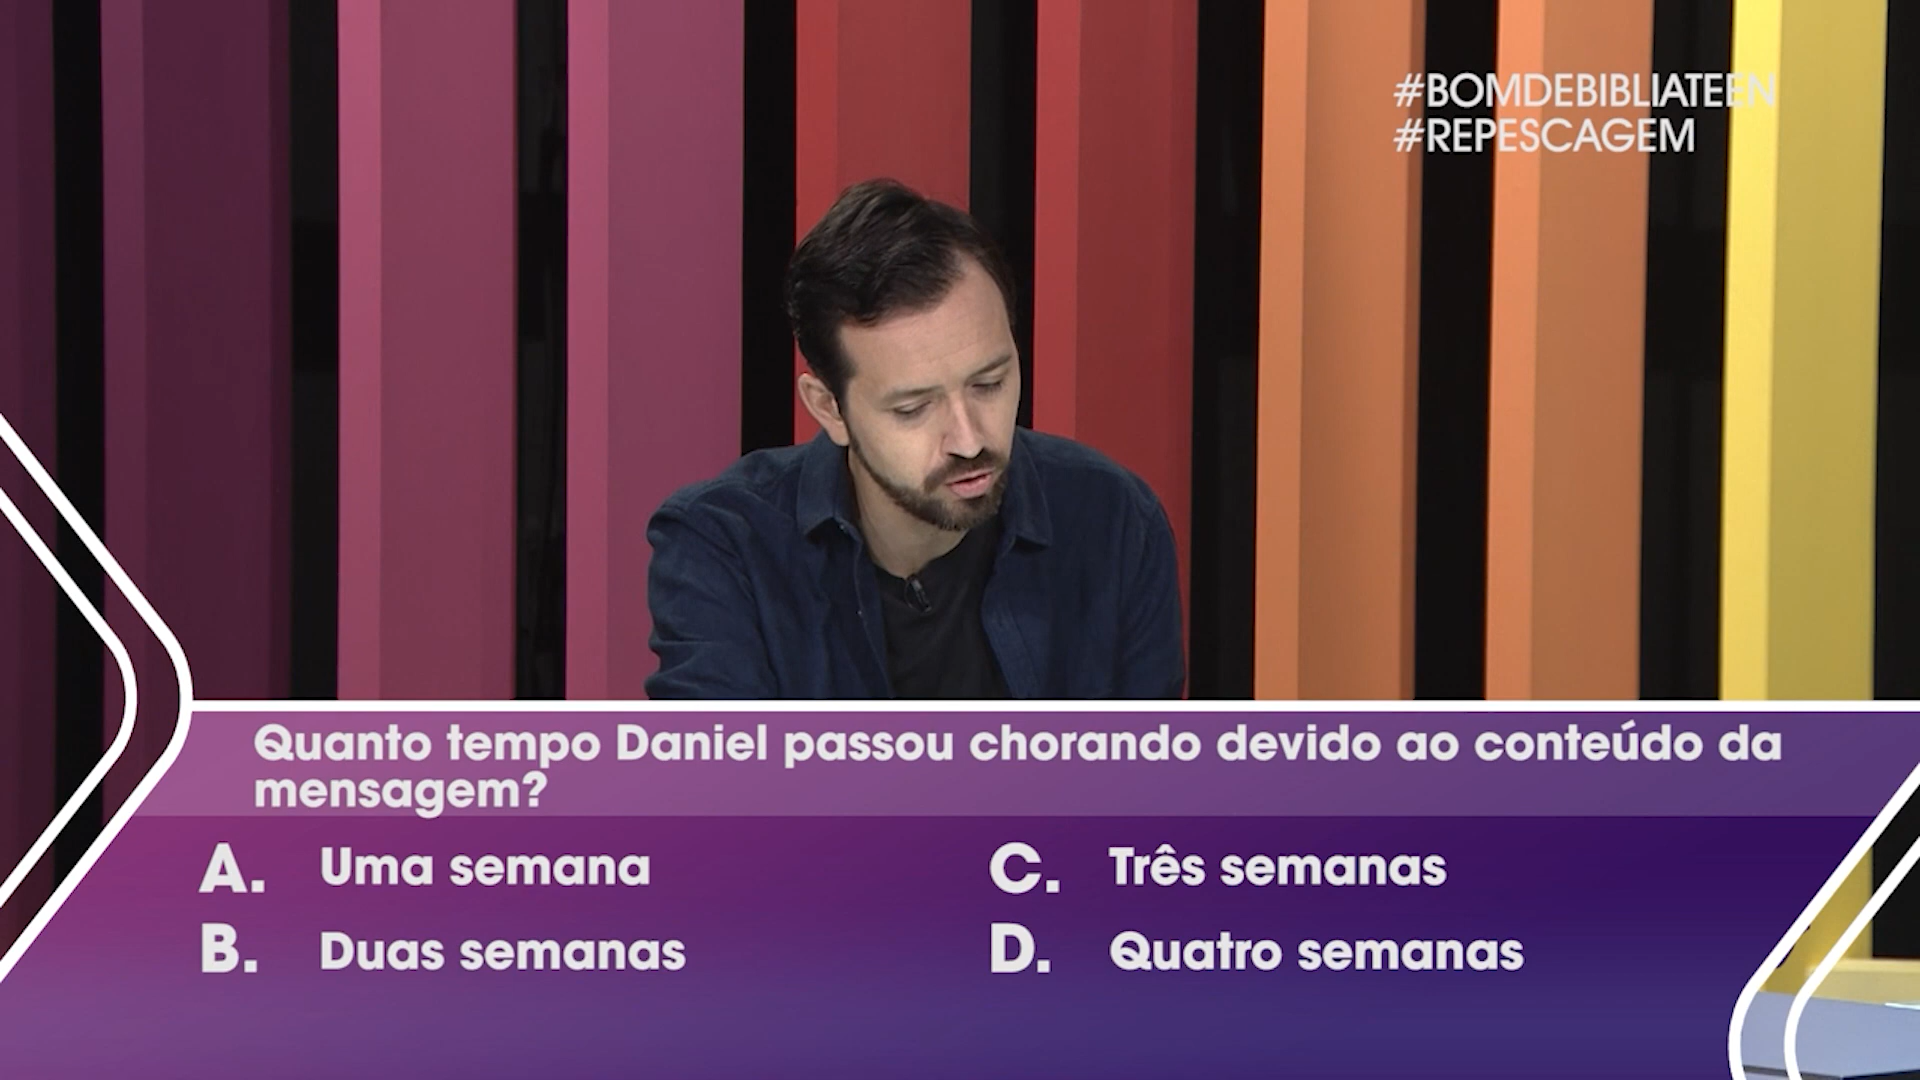 #BOMDEBIBLIATEEN
#REPESCAGEM
Quanto tempo Daniel passou chorando devido ao conteúdo da
mensagem?
A. Uma semana
B. Duas semanas
C. Três semanas
D. Quatro semanas